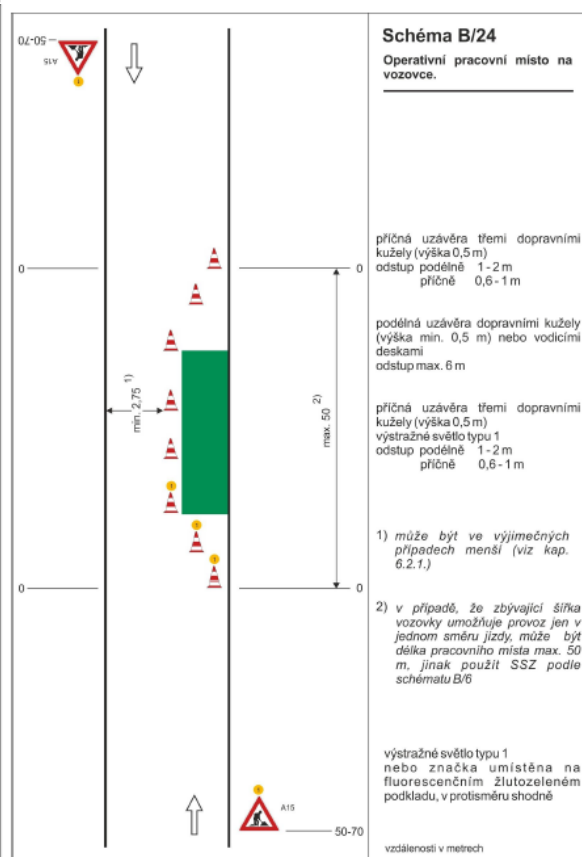 Schéma B/24
Operativní pracovní místo na
vozovce.
50-70
A15
1
příčná uzávěra třemi dopravními
kužely (výška 0,5 m)
odstup podélně 1 - 2 m
příčně 0,6 - 1 m
0
0
podélná uzávěra dopravními kužely
(výška min. 0,5 m) nebo vodicími
deskami
odstup max. 6 m
min. 2,75 1)
max. 50 2)
příčná uzávěra třemi dopravními
kužely (výška 0,5 m)
výstražné světlo typu 1
odstup podélně 1 - 2 m
příčně 0,6 - 1 m
1
1
1
1) může být ve výjimečných
případech menší (viz kap.
6.2.1.)
0
0
2) v případě, že zbývající šířka
vozovky umožňuje provoz jen v
jednom směru jízdy, může být
délka pracovního místa max. 50
m, jinak použít SSZ podle
schématu B/6
výstražné světlo typu 1
nebo značka umístěna na
fluorescenčním žlutozeleném
podkladu, v protisměru shodně
1
A15
50-70
vzdálenosti v metrech